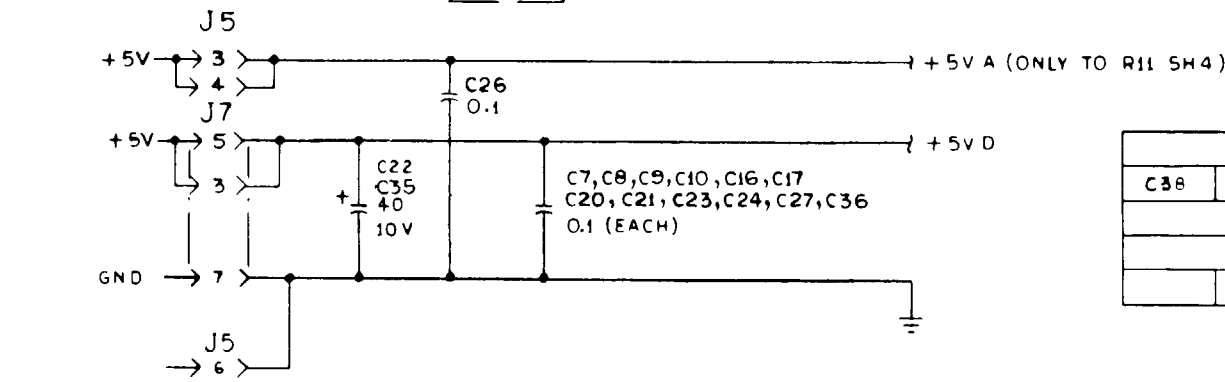 J5
+5V 3 +5V A (ONLY TO R11 SH4)
4
C26
0.1
J7
+5V 5 +5V D
3
C22
C35
+ 40
10V
C7,C8,C9,C10,C16,C17
C20,C21,C23,C24,C27,C36
0.1 (EACH)
C38
GND 7
J5
6